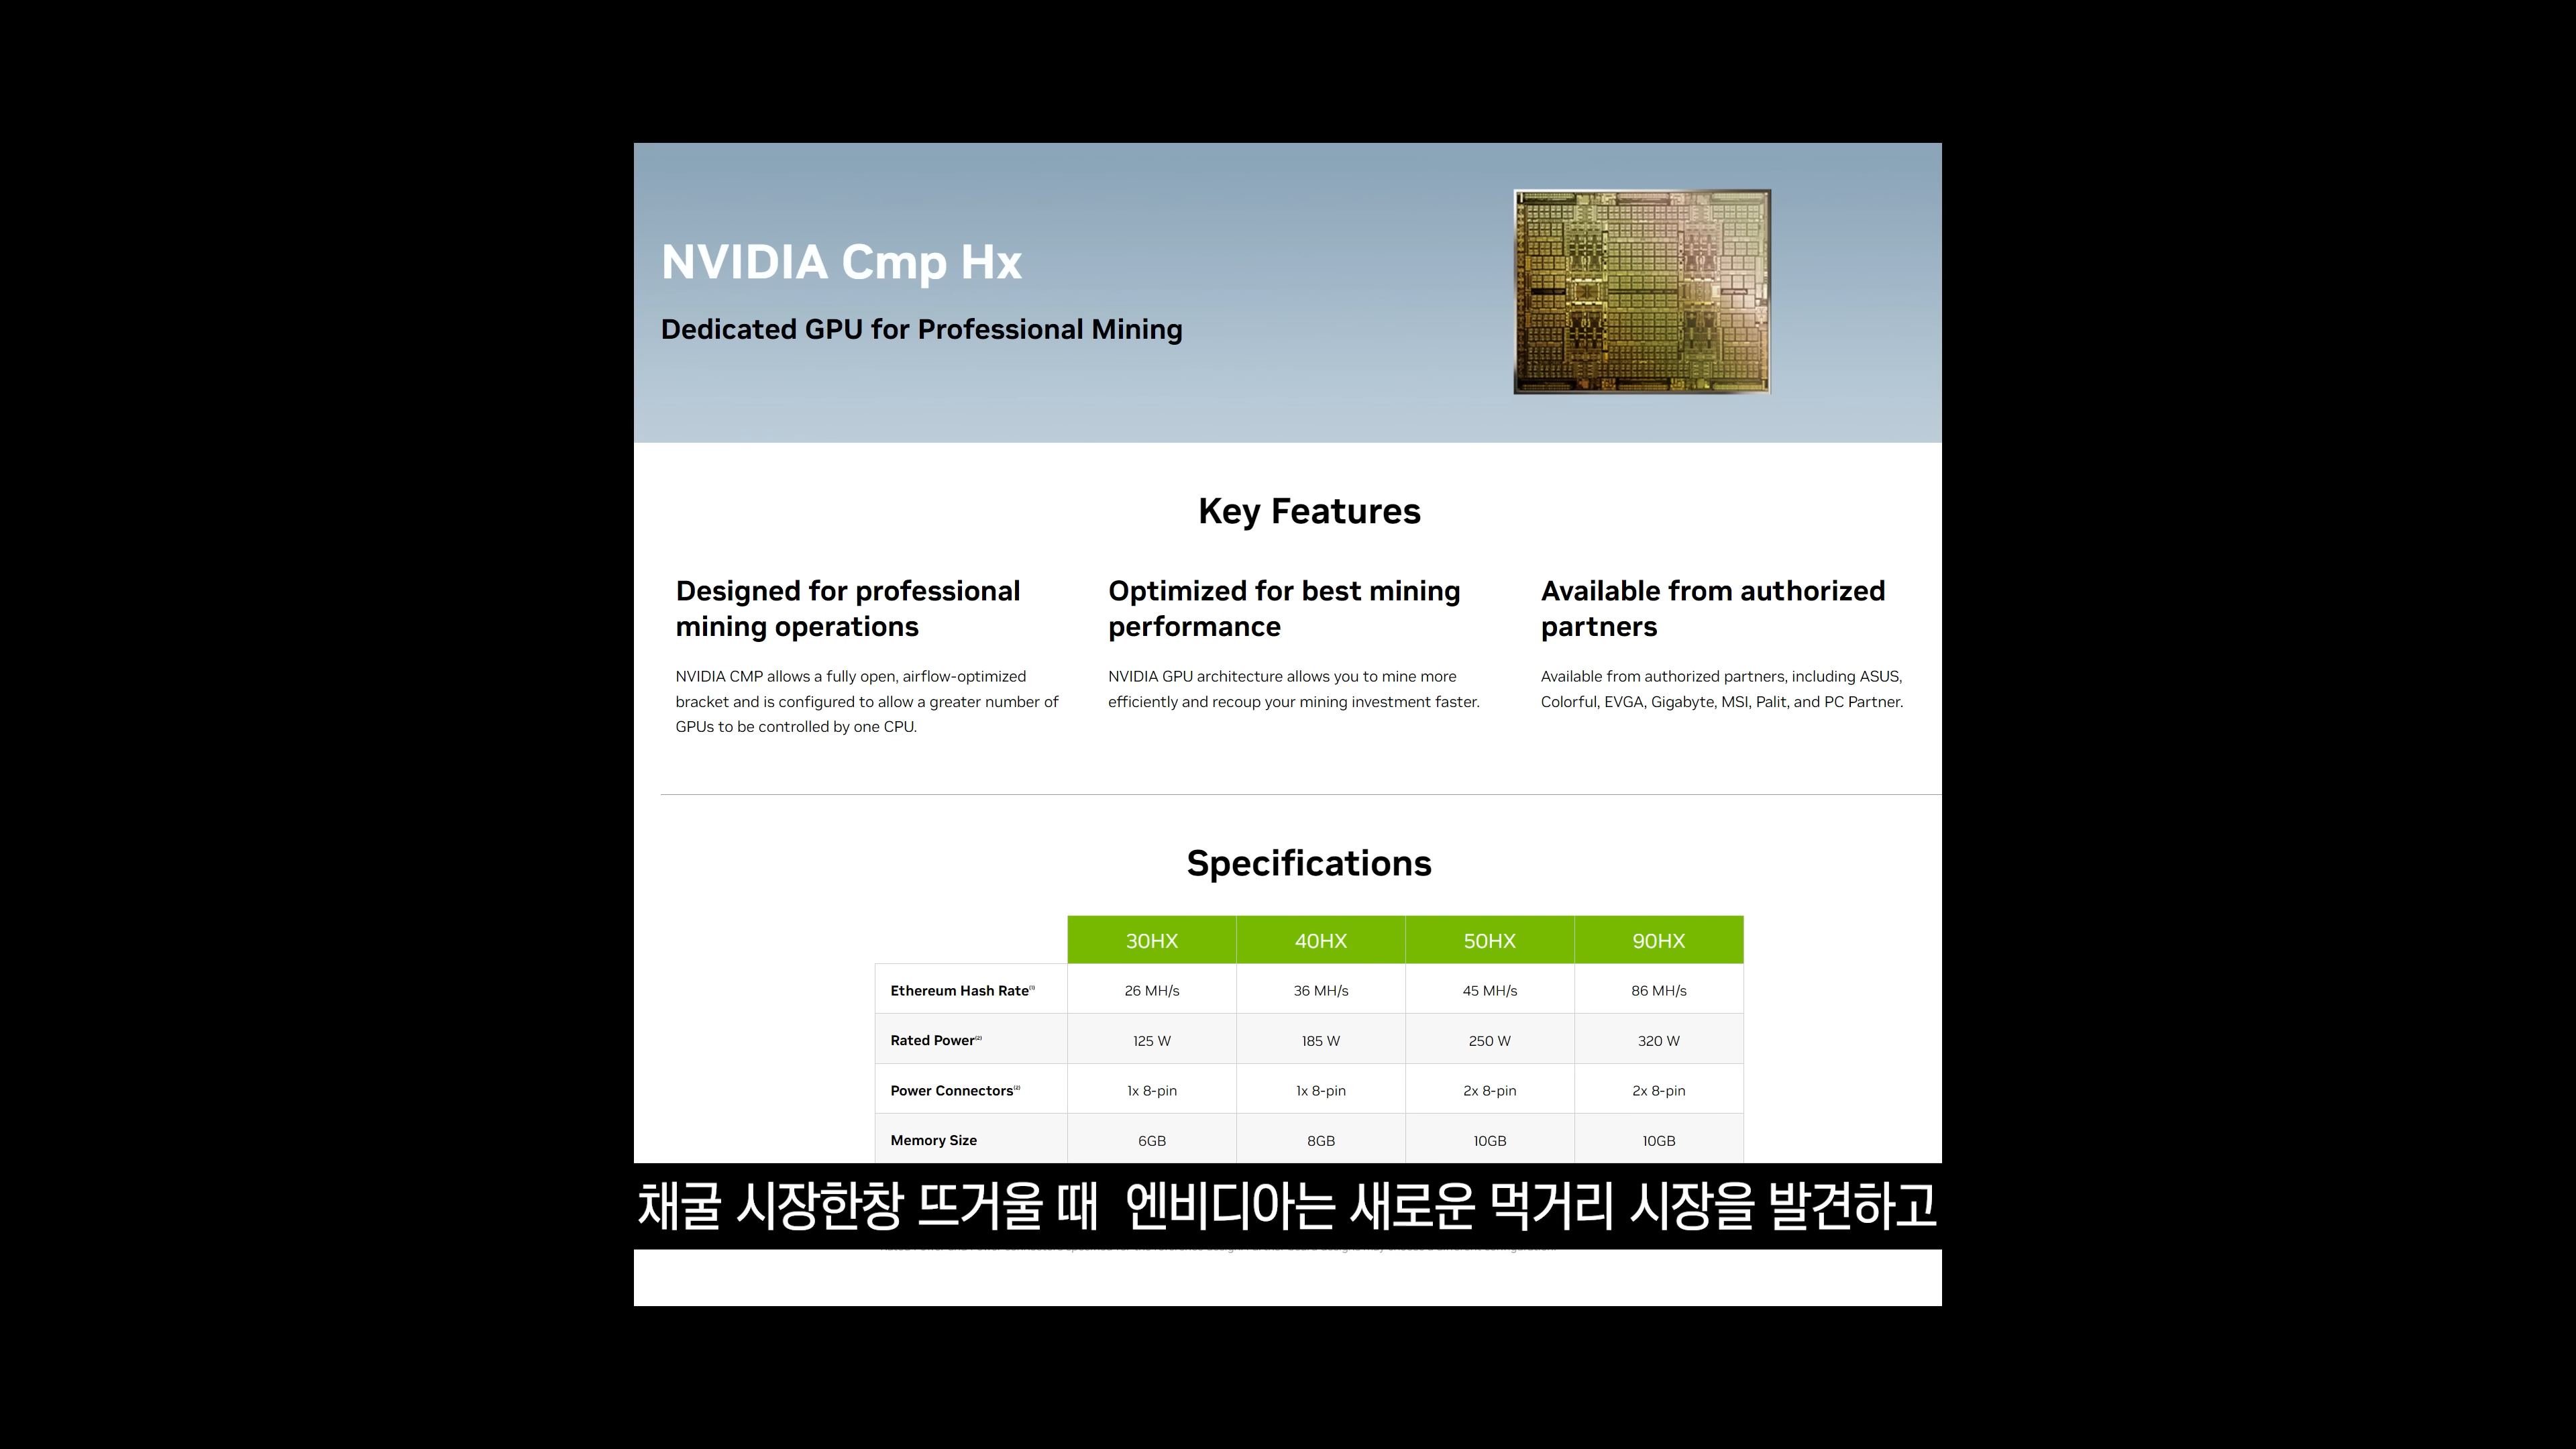 NVIDIA Cmp Hx
Dedicated GPU for Professional Mining
Key Features
Designed for professional
mining operations
NVIDIA CMP allows a fully open, airflow-optimized
bracket and is configured to allow a greater number of
GPUs to be controlled by one CPU.
Optimized for best mining
performance
NVIDIA GPU architecture allows you to mine more
efficiently and recoup your mining investment faster.
Available from authorized
partners
Available from authorized partners, including ASUS,
Colorful, EVGA, Gigabyte, MSI, Palit, and PC Partner.
Specifications
30HX 40HX 50HX 90HX
Ethereum Hash Rate(1) 26 MH/s 36 MH/s 45 MH/s 86 MH/s
Rated Power(2) 125 W 185 W 250 W 320 W
Power Connectors(2) 1x 8-pin 1x 8-pin 2x 8-pin 2x 8-pin
Memory Size 6GB 8GB 10GB 10GB
채굴 시장한창 뜨거울 때 엔비디아는 새로운 먹거리 시장을 발견하고